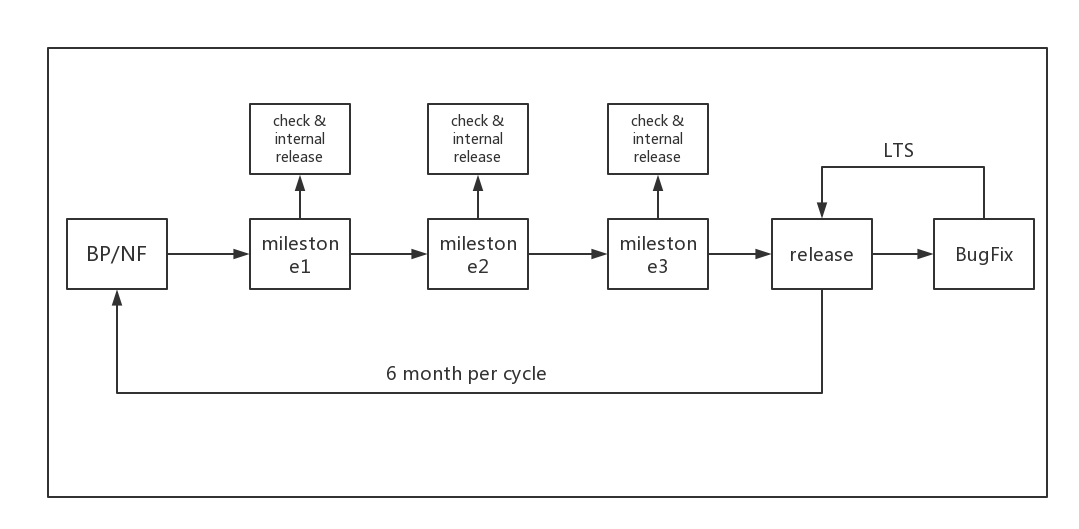 check &
internal
release
check &
internal
release
check &
internal
release
LTS
BP/NF
mileston
e1
mileston
e2
mileston
e3
release
BugFix
6 month per cycle